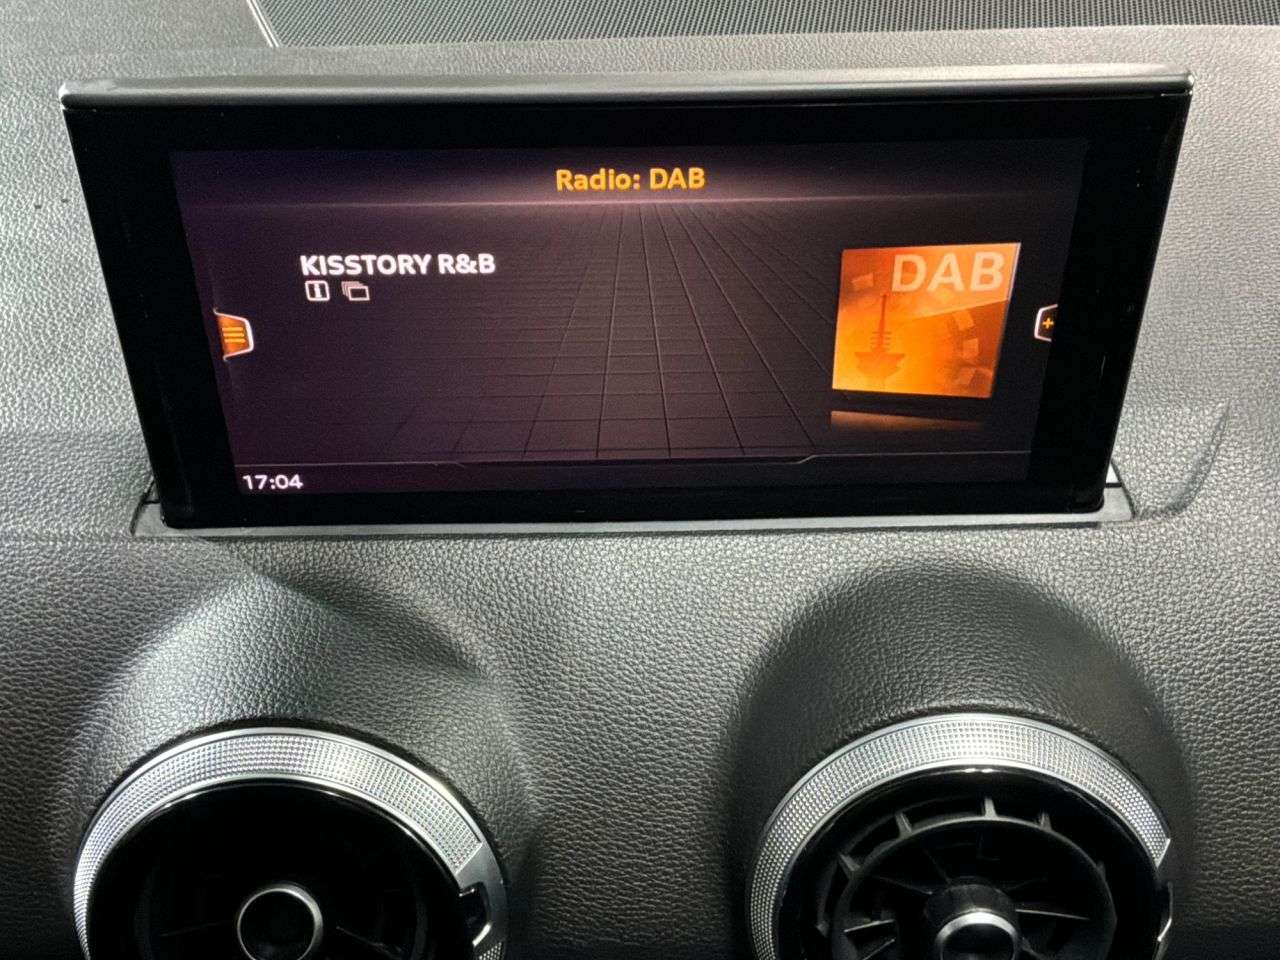 Radio: DAB
KISSTORY R&B
DAB
17:04